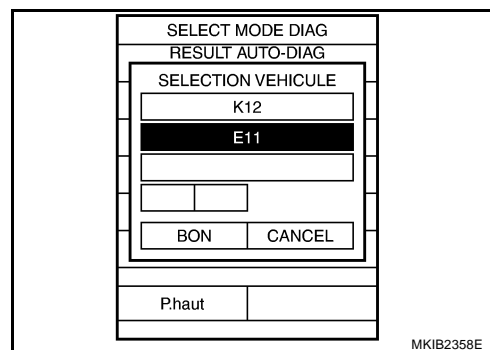 SELECT MODE DIAG
RESULT AUTO-DIAG
SELECTION VEHICULE
K12
E11
BON CANCEL
P.haut
MKIB2358E